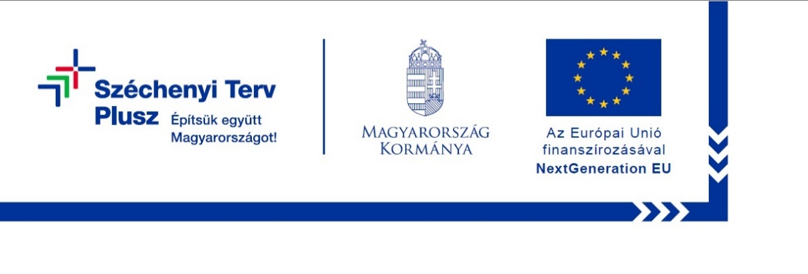 Széchenyi Terv
Plusz
Építsük együtt
Magyarországot!
MAGYARORSZÁG
KORMÁNYA
Az Európai Unió
finanszírozásával
NextGeneration EU